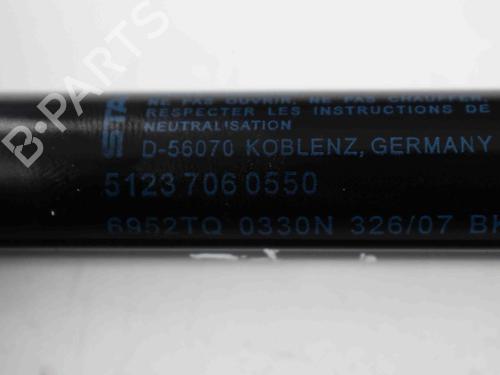 B-PARTS
NE PAS OUVRIR, NE PAS CHAUFFER
RESPECTER LES INSTRUCTIONS DE
NEUTRALISATION
D-56070 KOBLENZ, GERMANY
5123 706 0550
6952TQ 0330N 326/07